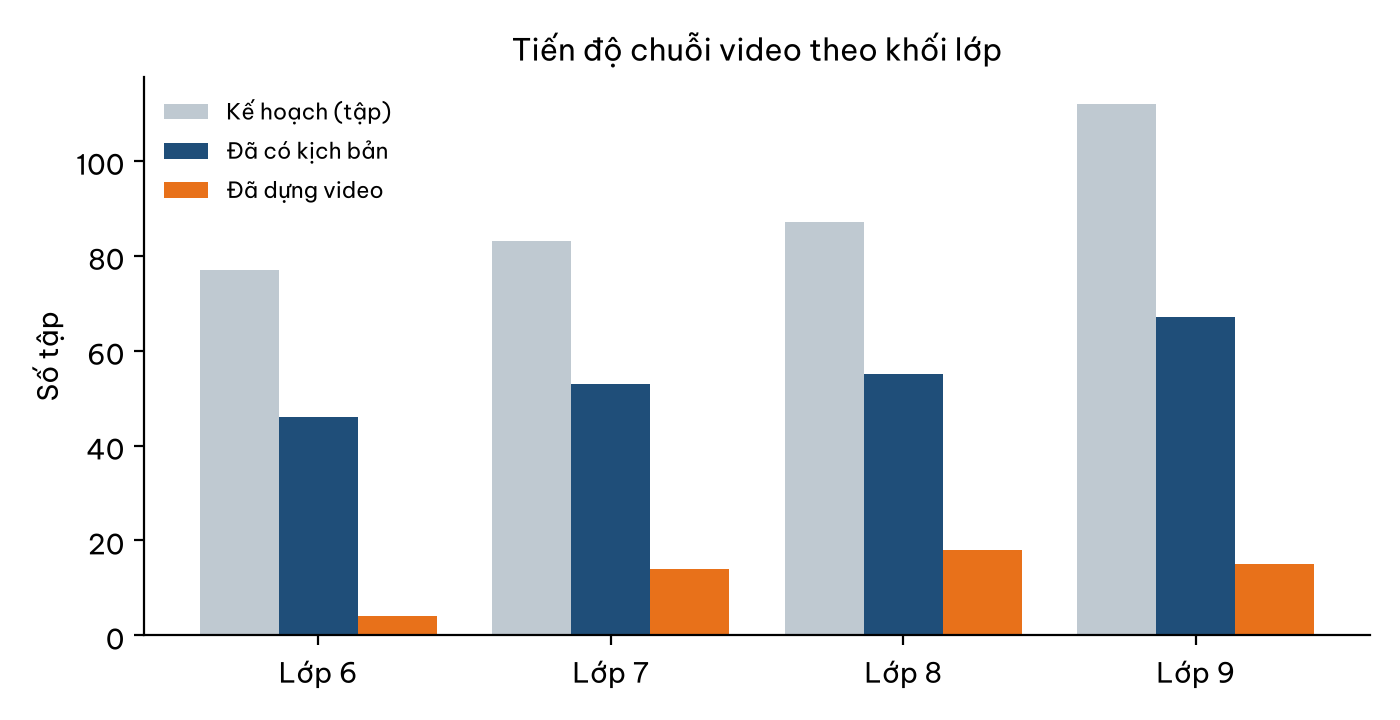 Tiến độ chuỗi video theo khối lớp
Kế hoạch (tập)
Đã có kịch bản
Đã dựng video
Số tập
100
80
60
40
20
0
Lớp 6
Lớp 7
Lớp 8
Lớp 9